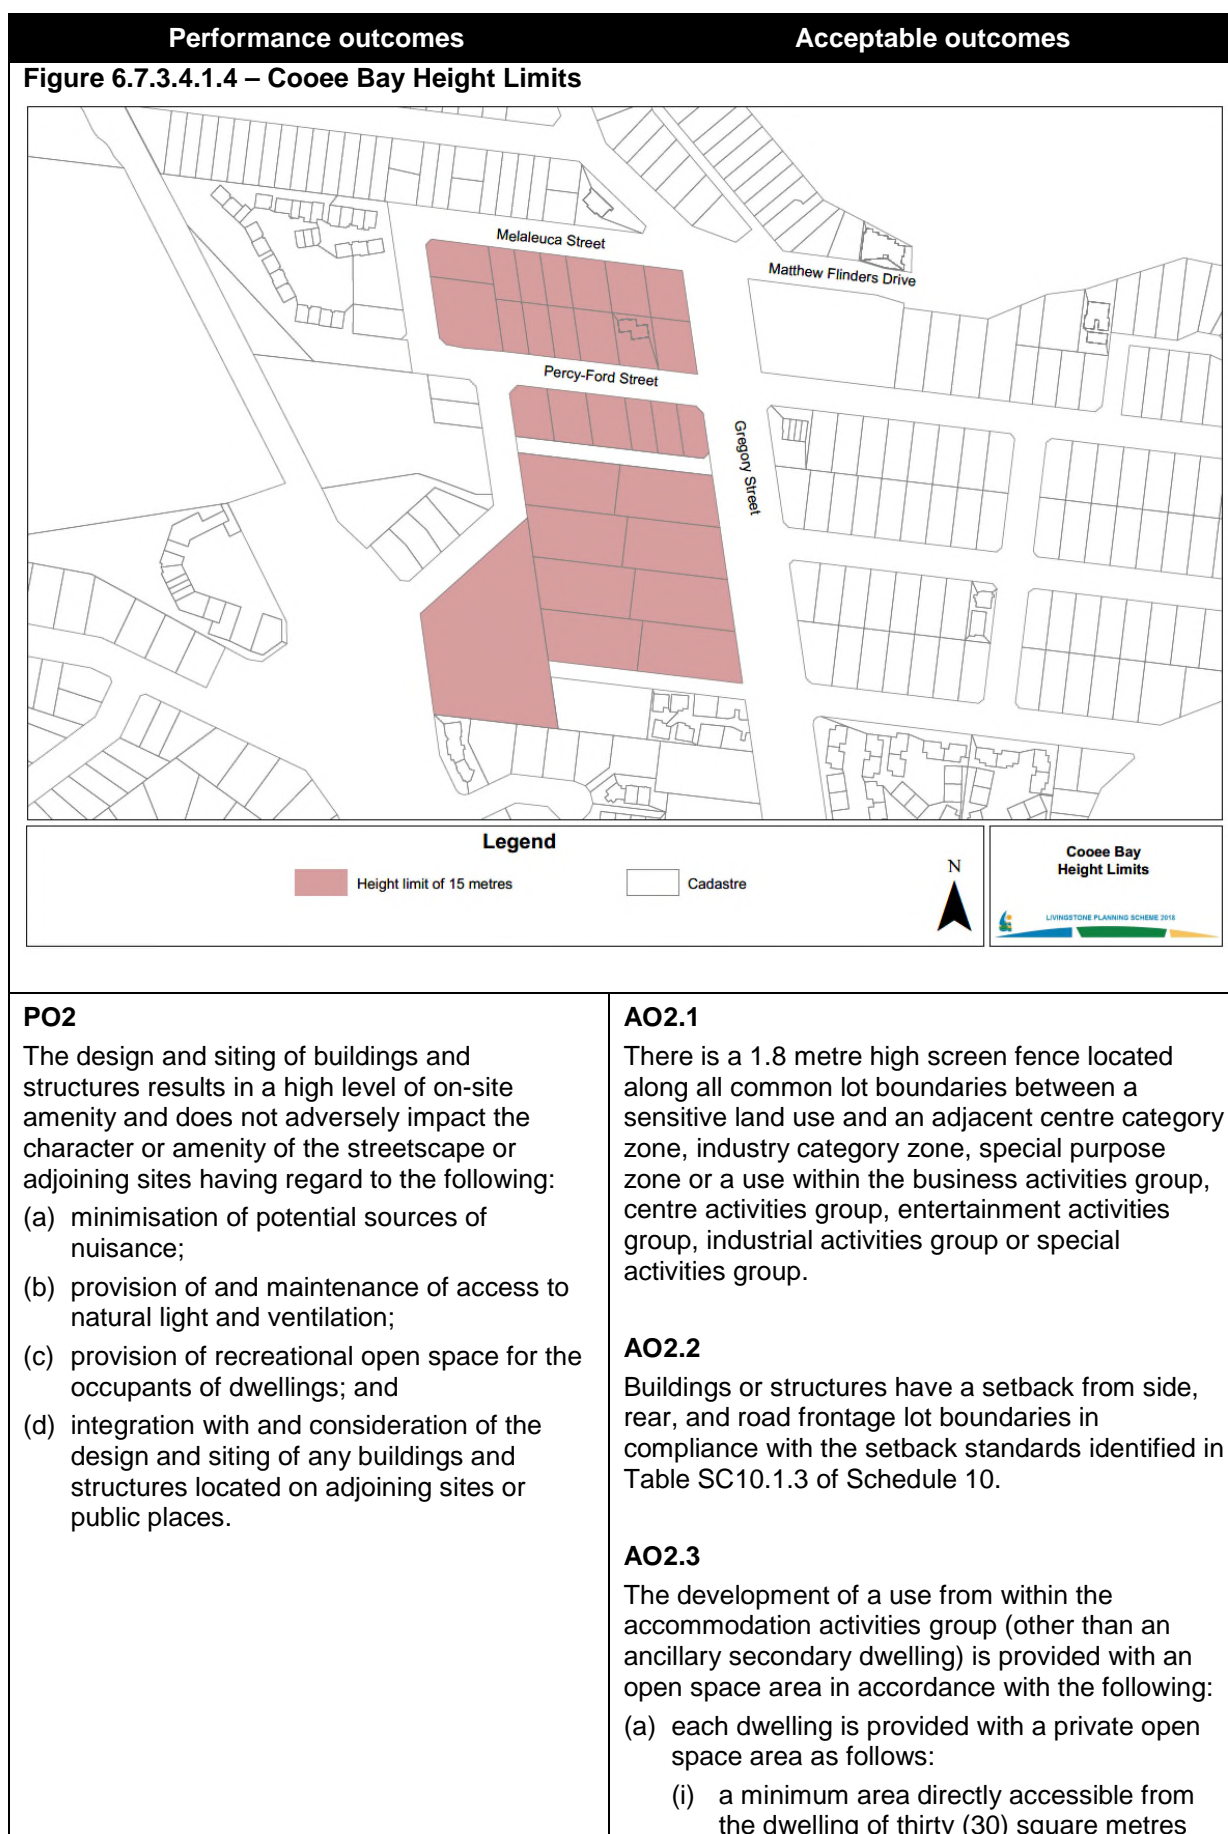 Performance outcomes
Acceptable outcomes
Figure 6.7.3.4.1.4 – Cooee Bay Height Limits
Melaleuca Street
Matthew Flinders Drive
Percy-Ford Street
Gregory Street
Legend
Height limit of 15 metres
Cadastre
N
Cooee Bay
Height Limits
LIVINGSTONE PLANNING SCHEME 2018
PO2
The design and siting of buildings and
structures results in a high level of on-site
amenity and does not adversely impact the
character or amenity of the streetscape or
adjoining sites having regard to the following:
(a) minimisation of potential sources of
nuisance;
(b) provision of and maintenance of access to
natural light and ventilation;
(c) provision of recreational open space for the
occupants of dwellings; and
(d) integration with and consideration of the
design and siting of any buildings and
structures located on adjoining sites or
public places.
AO2.1
There is a 1.8 metre high screen fence located
along all common lot boundaries between a
sensitive land use and an adjacent centre category
zone, industry category zone, special purpose
zone or a use within the business activities group,
centre activities group, entertainment activities
group, industrial activities group or special
activities group.
AO2.2
Buildings or structures have a setback from side,
rear, and road frontage lot boundaries in
compliance with the setback standards identified in
Table SC10.1.3 of Schedule 10.
AO2.3
The development of a use from within the
accommodation activities group (other than an
ancillary secondary dwelling) is provided with an
open space area in accordance with the following:
(a) each dwelling is provided with a private open
space area as follows:
(i) a minimum area directly accessible from
the dwelling of thirty (30) square metres